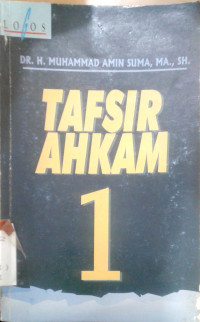 LOGOS
DR. H. MUHAMMAD AMIN SUMA, MA., SH.
TAFSIR
AHKAM
1